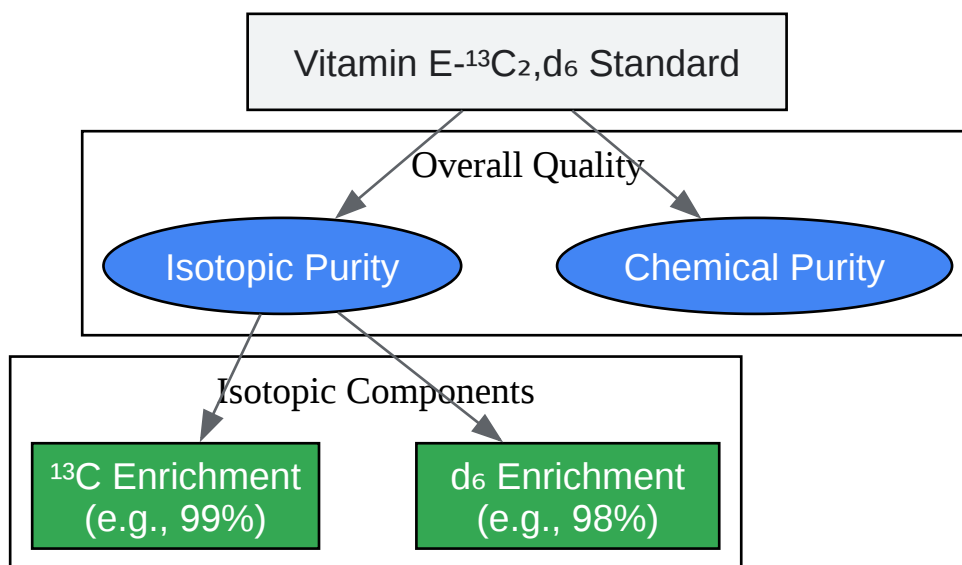 Vitamin E-¹³C₂,d₆ Standard
Overall Quality
Isotopic Purity
Chemical Purity
Isotopic Components
¹³C Enrichment
(e.g., 99%)
d₆ Enrichment
(e.g., 98%)